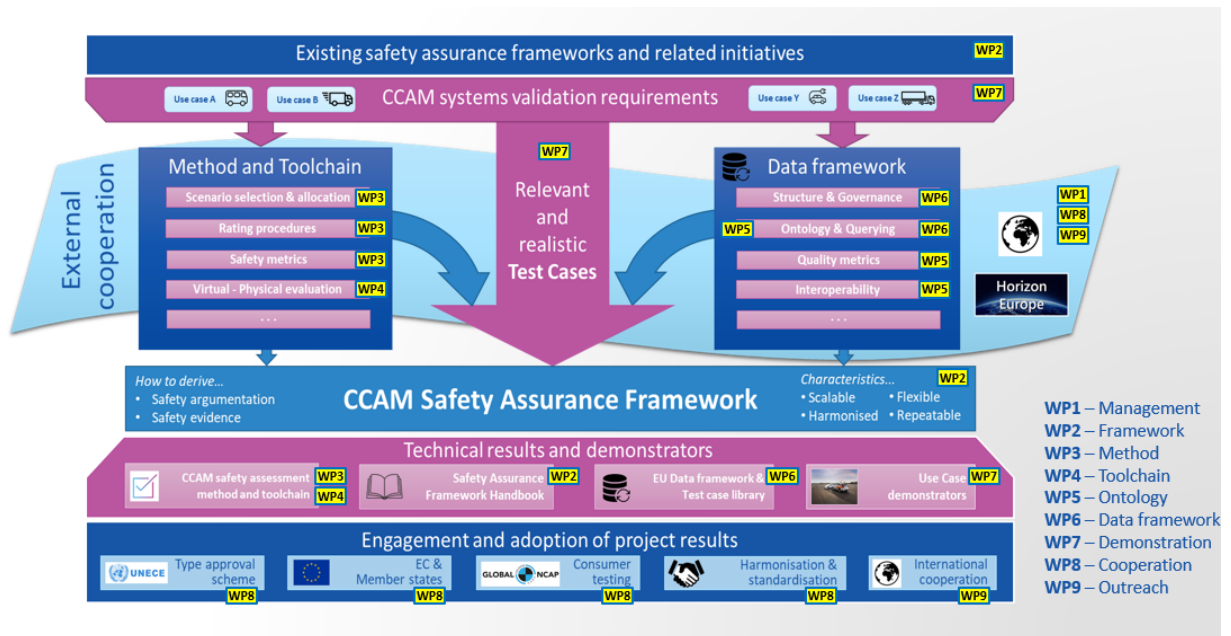 Existing safety assurance frameworks and related initiatives
WP2
Use case A
Use case B
CCAM systems validation requirements
Use case Y
Use case Z
WP7
External
cooperation
Method and Toolchain
Scenario selection & allocation
WP3
Rating procedures
WP3
Safety metrics
WP3
Virtual - Physical evaluation
WP4
...
WP7
Relevant
and
realistic
Test Cases
Data framework
Structure & Governance
WP6
WP5
Ontology & Querying
WP6
Quality metrics
WP5
Interoperability
WP5
...
WP1
WP8
WP9
Horizon
Europe
How to derive...
• Safety argumentation
• Safety evidence
CCAM Safety Assurance Framework
Characteristics...
WP2
• Scalable
• Flexible
• Harmonised
• Repeatable
Technical results and demonstrators
CCAM safety assessment
method and toolchain
WP3
WP4
Safety Assurance
Framework Handbook
WP2
EU Data framework &
Test case library
WP6
Use Case
demonstrators
WP7
Engagement and adoption of project results
UNECE
Type approval
scheme
WP8
EC &
Member states
WP8
GLOBAL NCAP
Consumer
testing
WP8
Harmonisation &
standardisation
WP8
International
cooperation
WP9
WP1 – Management
WP2 – Framework
WP3 – Method
WP4 – Toolchain
WP5 – Ontology
WP6 – Data framework
WP7 – Demonstration
WP8 – Cooperation
WP9 – Outreach